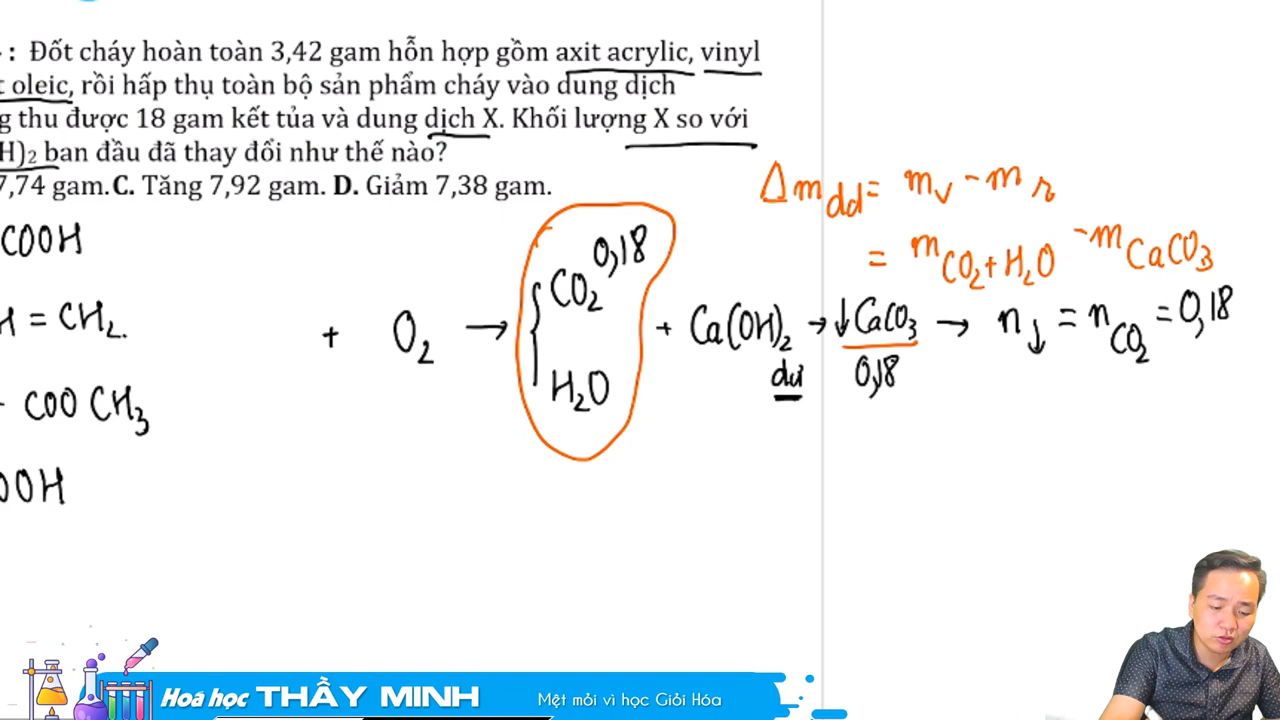 : Đốt cháy hoàn toàn 3,42 gam hỗn hợp gồm axit acrylic, vinyl
t oleic, rồi hấp thụ toàn bộ sản phẩm cháy vào dung dịch
g thu được 18 gam kết tủa và dung dịch X. Khối lượng X so với
H)₂ ban đầu đã thay đổi như thế nào?
7,74 gam. C. Tăng 7,92 gam. D. Giảm 7,38 gam.
Δm dd = m v - m r
= m CO₂+H₂O - m CaCO₃
COOH
H = CH₂
COO CH₃
OOH
+ O₂ → { CO₂ 0,18
H₂O
+ Ca(OH)₂ → ↓ CaCO₃ → n↓ = n CO₂ = 0,18
dư 0,18
Hoá học THẦY MINH Mệt mỏi vì học Giỏi Hóa